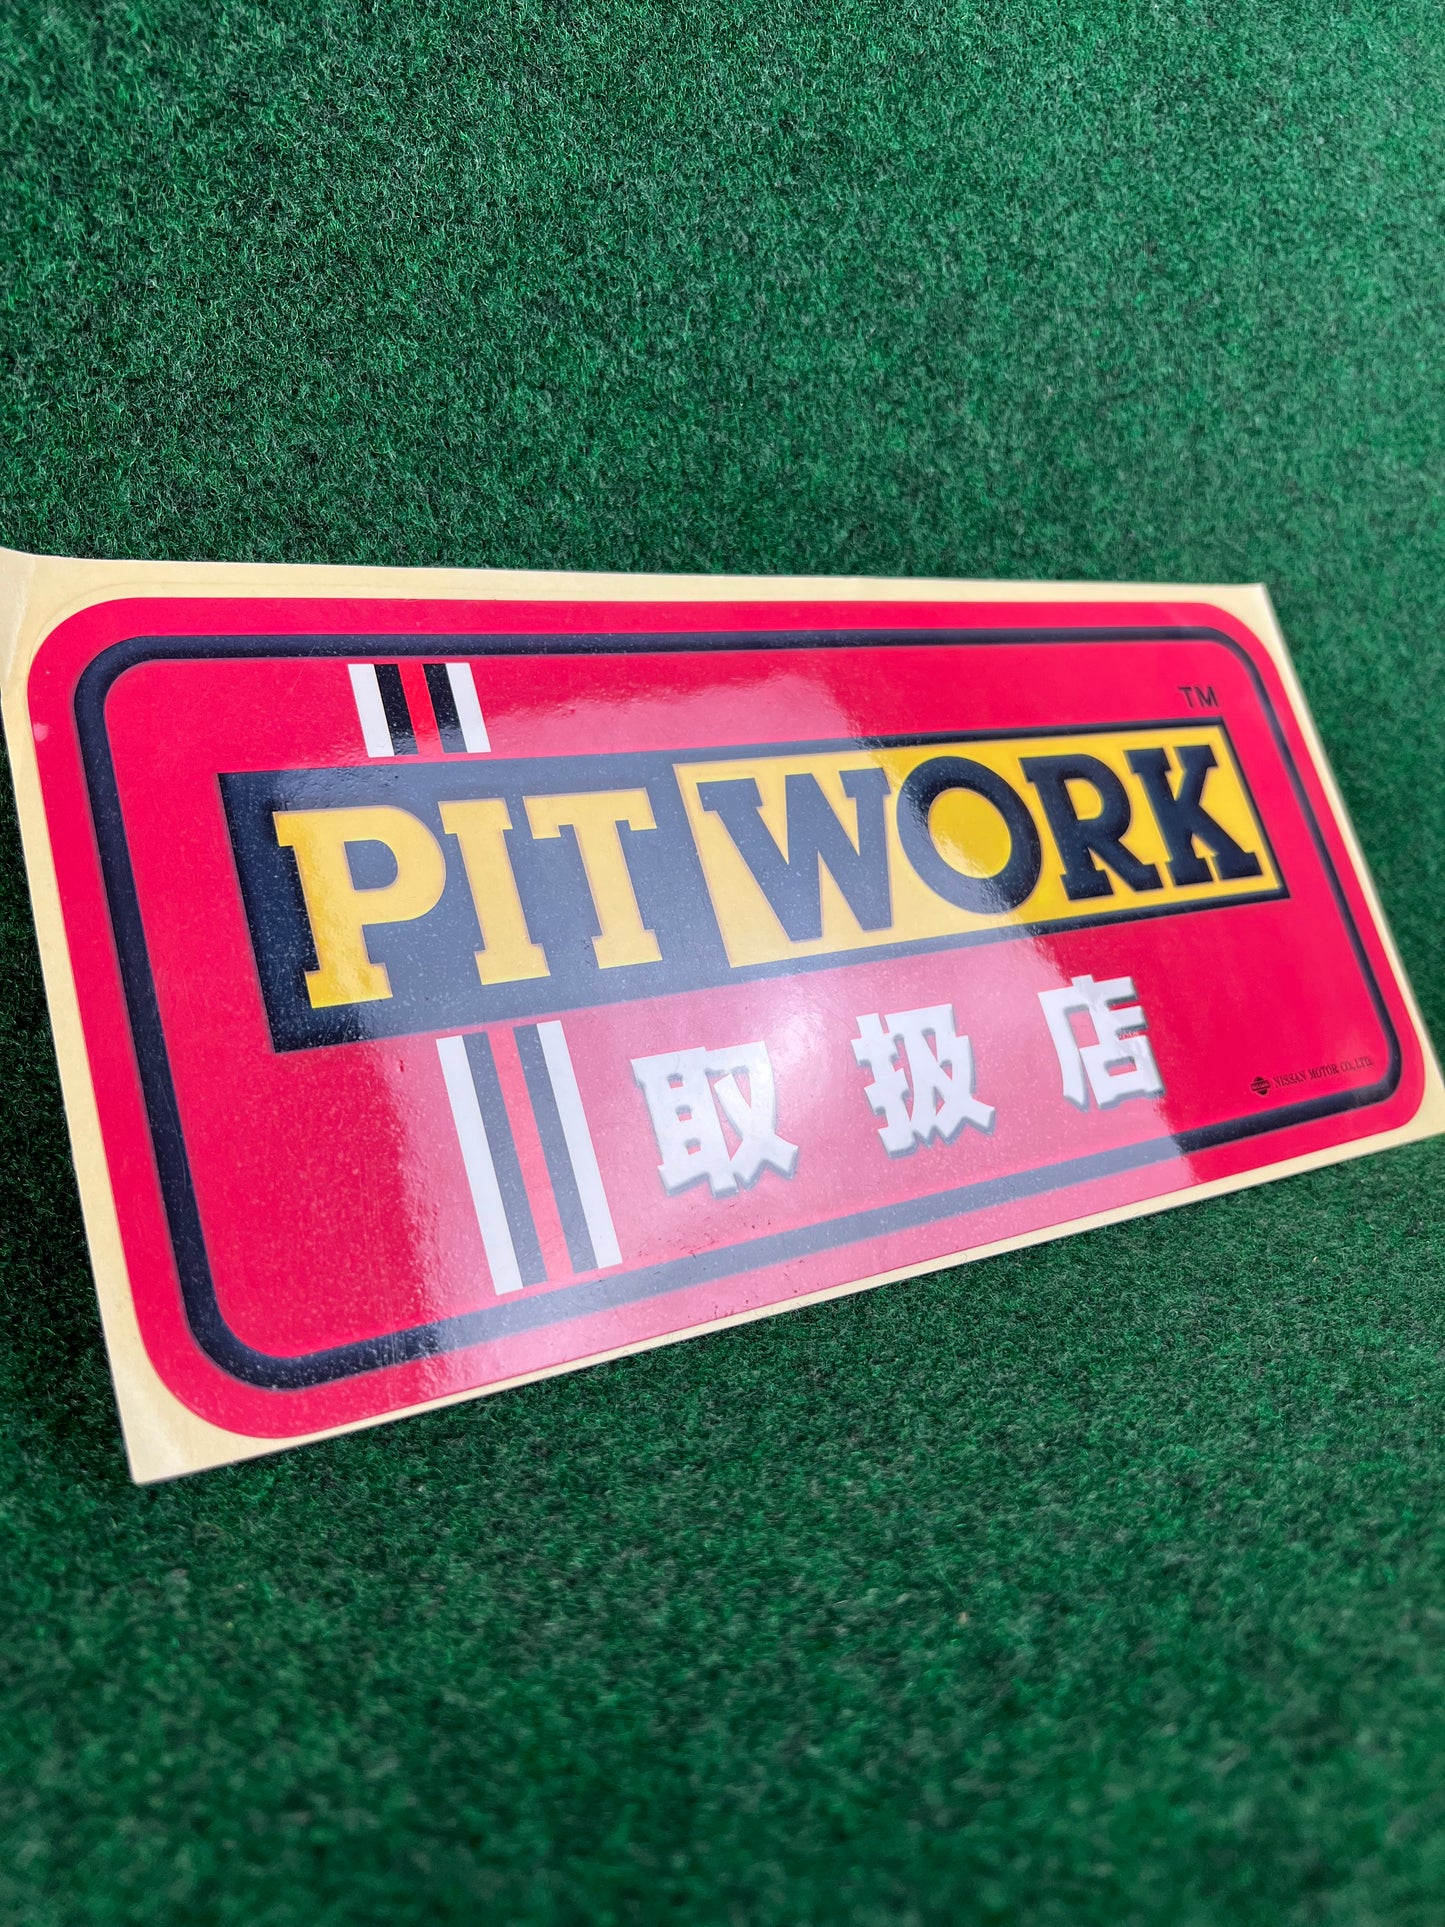 TM
PIT WORK
取扱店
NISSAN MOTOR CO., LTD.